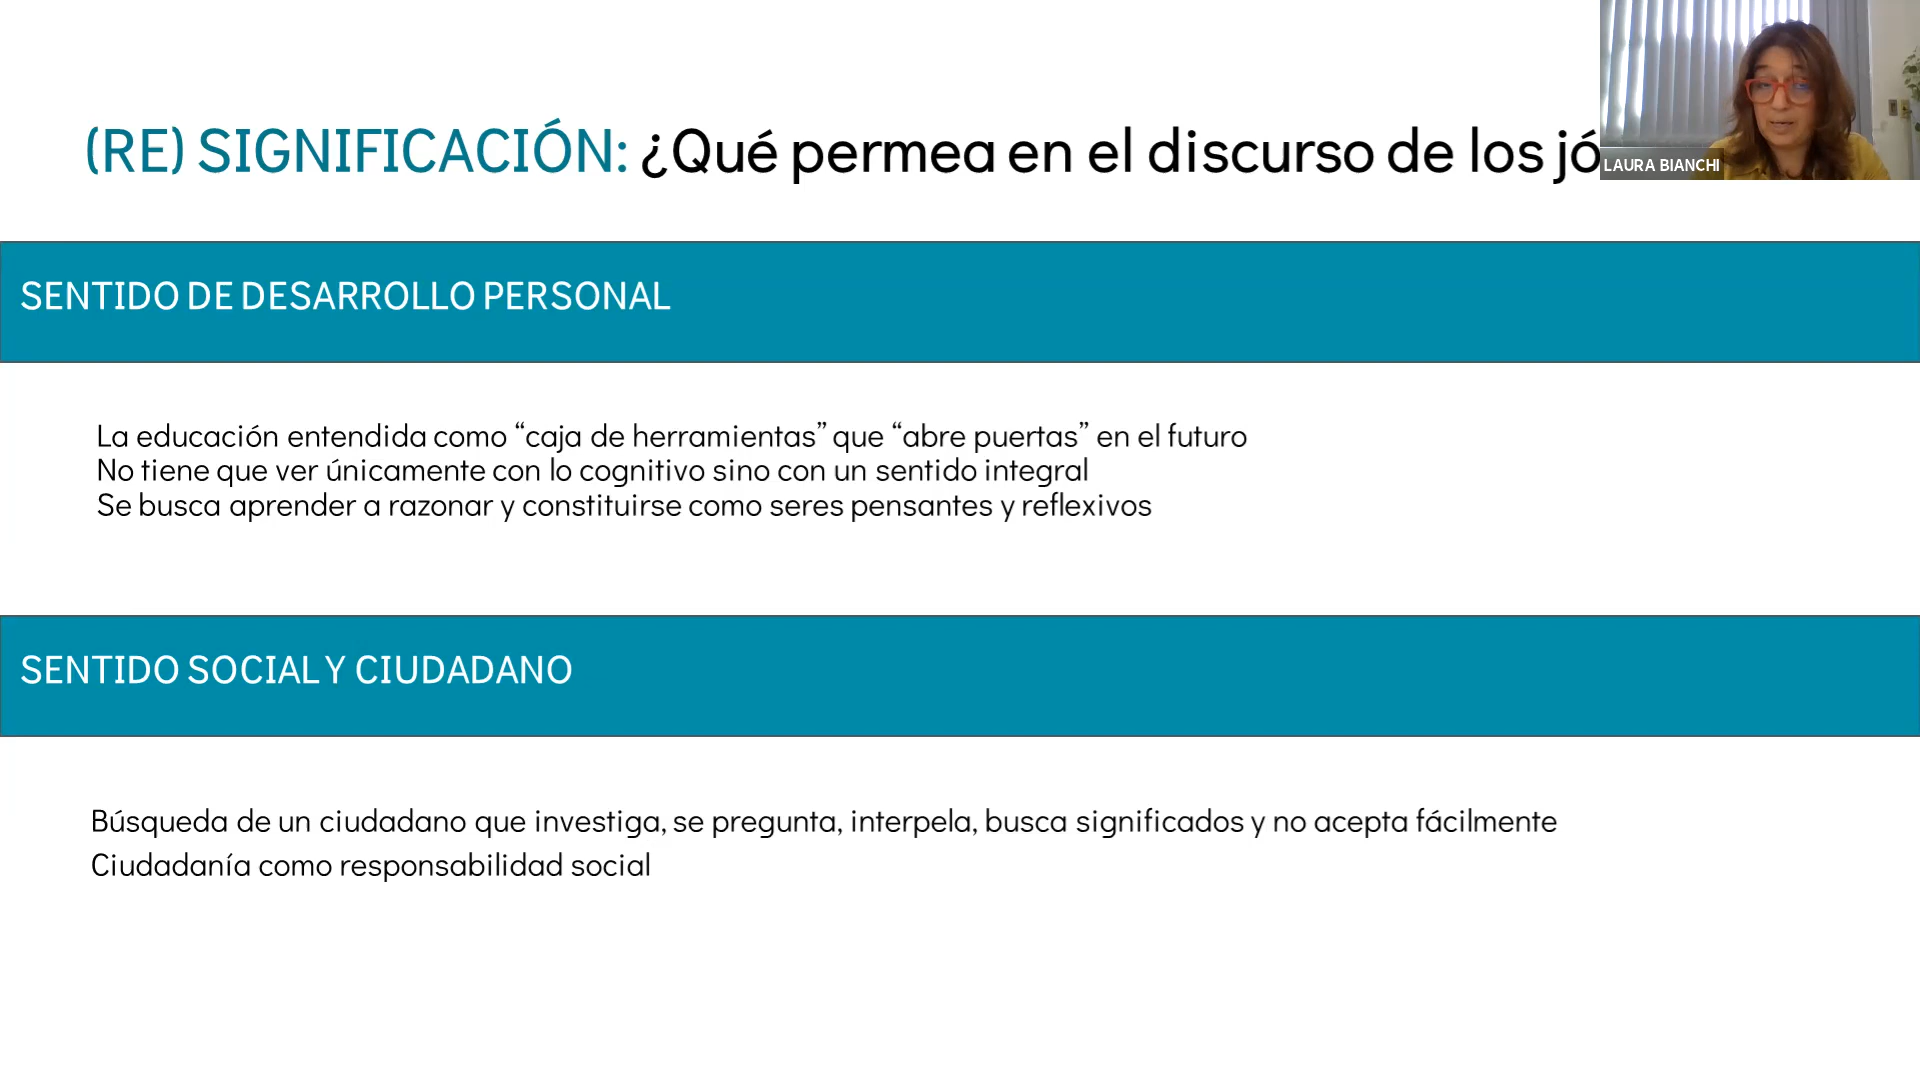 (RE) SIGNIFICACIÓN: ¿Qué permea en el discurso de los
LAURA BIANCHI
SENTIDO DE DESARROLLO PERSONAL
La educación entendida como “caja de herramientas” que “abre puertas” en el futuro
No tiene que ver únicamente con lo cognitivo sino con un sentido integral
Se busca aprender a razonar y constituirse como seres pensantes y reflexivos
SENTIDO SOCIAL Y CIUDADANO
Búsqueda de un ciudadano que investiga, se pregunta, interpela, busca significados y no acepta fácilmente
Ciudadanía como responsabilidad social